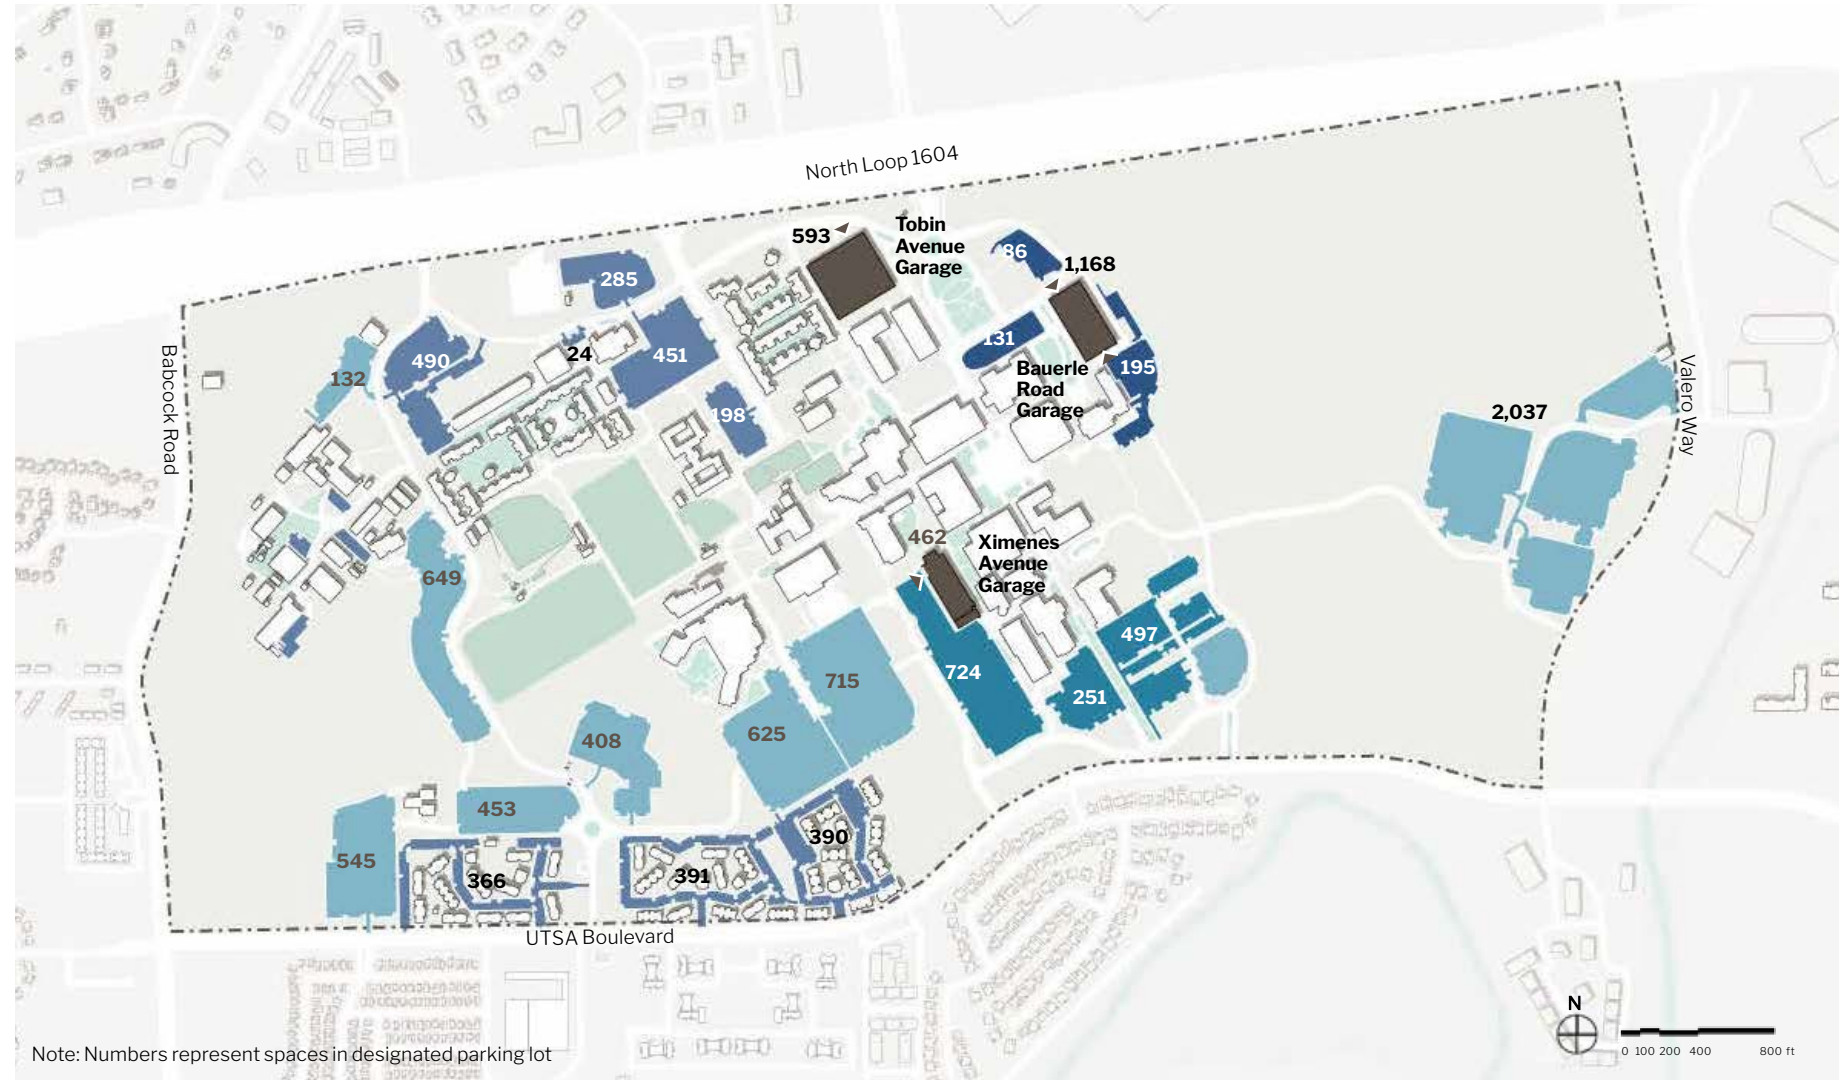 North Loop 1604
593
Tobin
Avenue
Garage
86
1,168
285
131
24
451
490
132
195
Bauerle
Road
Garage
198
Babcock Road
2,037
Valero Way
462
Ximenes
Avenue
Garage
649
497
724
251
715
625
408
453
545
366
391
390
UTSA Boulevard
N
0 100 200 400 800 ft
Note: Numbers represent spaces in designated parking lot